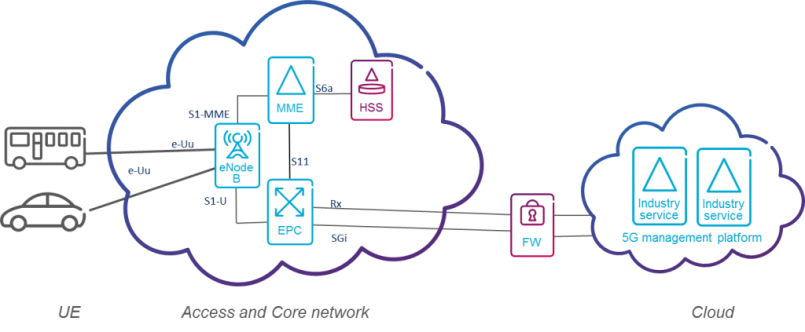 MME
S6a
HSS
S1-MME
e-Uu
eNode
B
e-Uu
S11
S1-U
EPC
Rx
SGi
FW
Industry
service
Industry
service
5G management platform
UE
Access and Core network
Cloud